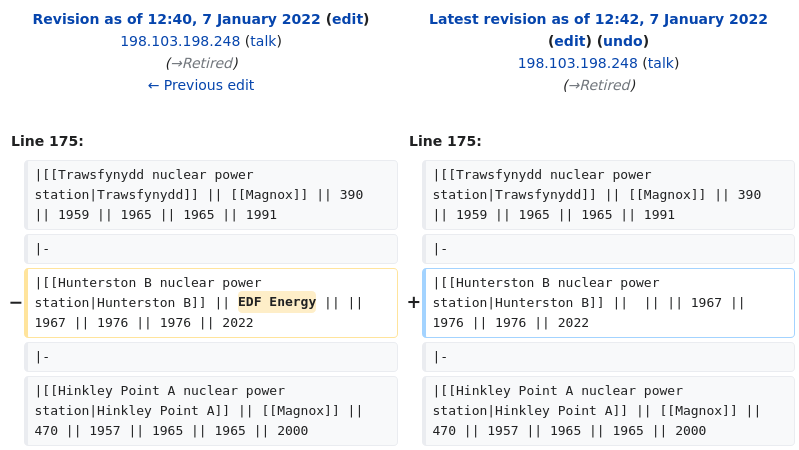 Revision as of 12:40, 7 January 2022 (edit)
198.103.198.248 (talk)
(→Retired)
← Previous edit
Latest revision as of 12:42, 7 January 2022
(edit) (undo)
198.103.198.248 (talk)
(→Retired)
Line 175:
Line 175:
|[[Trawsfynydd nuclear power
station|Trawsfynydd]] || [[Magnox]] || 390
|| 1959 || 1965 || 1965 || 1991
|[[Trawsfynydd nuclear power
station|Trawsfynydd]] || [[Magnox]] || 390
|| 1959 || 1965 || 1965 || 1991
|-
|-
− |[[Hunterston B nuclear power
station|Hunterston B]] || EDF Energy || ||
1967 || 1976 || 1976 || 2022
+ |[[Hunterston B nuclear power
station|Hunterston B]] ||  || || 1967 ||
1976 || 1976 || 2022
|-
|-
|[[Hinkley Point A nuclear power
station|Hinkley Point A]] || [[Magnox]] ||
470 || 1957 || 1965 || 1965 || 2000
|[[Hinkley Point A nuclear power
station|Hinkley Point A]] || [[Magnox]] ||
470 || 1957 || 1965 || 1965 || 2000